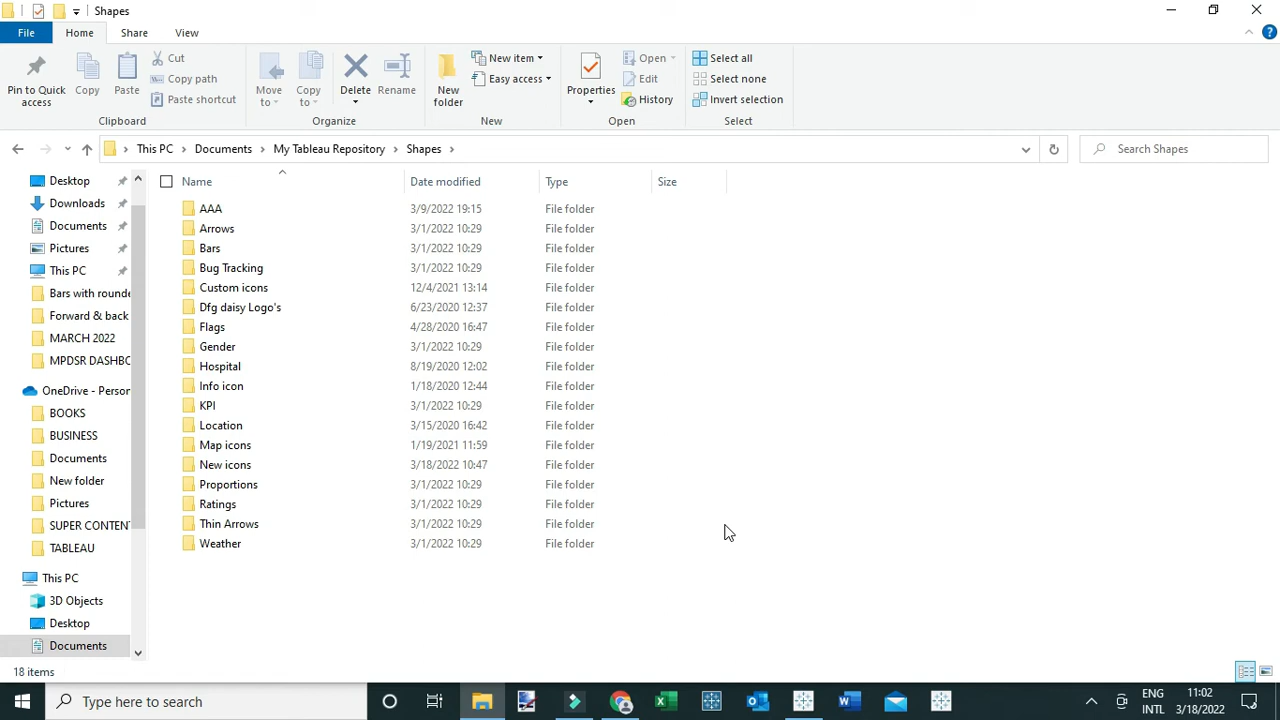 Shapes
File
Home
Share
View
Pin to Quick
access
Copy
Paste
Cut
Copy path
Paste shortcut
Clipboard
Move
to
Copy
to
Delete
Rename
Organize
New
folder
New item
Easy access
New
Properties
Open
Edit
History
Open
Select all
Select none
Invert selection
Select
This PC
Documents
My Tableau Repository
Shapes
Search Shapes
Desktop
Downloads
Documents
Pictures
This PC
Bars with rounde
Forward & back
MARCH 2022
MPDSR DASHBC
OneDrive - Person
BOOKS
BUSINESS
Documents
New folder
Pictures
SUPER CONTENT
TABLEAU
This PC
3D Objects
Desktop
Documents
Name Date modified Type Size
AAA 3/9/2022 19:15 File folder
Arrows 3/1/2022 10:29 File folder
Bars 3/1/2022 10:29 File folder
Bug Tracking 3/1/2022 10:29 File folder
Custom icons 12/4/2021 13:14 File folder
Dfg daisy Logo's 6/23/2020 12:37 File folder
Flags 4/28/2020 16:47 File folder
Gender 3/1/2022 10:29 File folder
Hospital 8/19/2020 12:02 File folder
Info icon 1/18/2020 12:44 File folder
KPI 3/1/2022 10:29 File folder
Location 3/15/2020 16:42 File folder
Map icons 1/19/2021 11:59 File folder
New icons 3/18/2022 10:47 File folder
Proportions 3/1/2022 10:29 File folder
Ratings 3/1/2022 10:29 File folder
Thin Arrows 3/1/2022 10:29 File folder
Weather 3/1/2022 10:29 File folder
18 items
Type here to search
ENG
INTL
11:02
3/18/2022